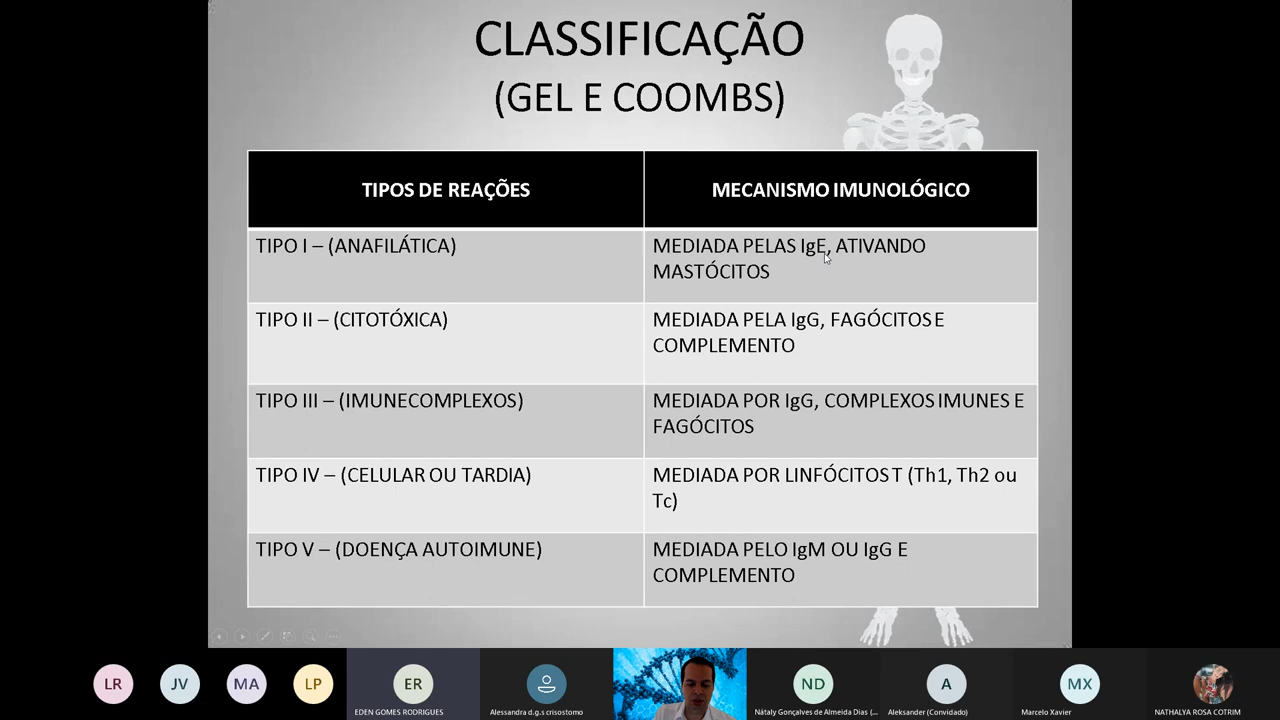 CLASSIFICAÇÃO
(GEL E COOMBS)
TIPOS DE REAÇÕES
MECANISMO IMUNOLÓGICO
TIPO I – (ANAFILÁTICA)
MEDIADA PELAS IgE, ATIVANDO
MASTÓCITOS
TIPO II – (CITOTÓXICA)
MEDIADA PELA IgG, FAGÓCITOS E
COMPLEMENTO
TIPO III – (IMUNECOMPLEXOS)
MEDIADA POR IgG, COMPLEXOS IMUNES E
FAGÓCITOS
TIPO IV – (CELULAR OU TARDIA)
MEDIADA POR LINFÓCITOS T (Th1, Th2 ou
Tc)
TIPO V – (DOENÇA AUTOIMUNE)
MEDIADA PELO IgM OU IgG E
COMPLEMENTO
LR
JV
MA
LP
ER
ND
A
MX
EDEN GOMES RODRIGUES
Alessandra d.g.s crisostomo
Nátaly Gonçalves de Almeida Dias (...
Aleksander (Convidado)
Marcelo Xavier
NATHALYA ROSA COTRIM